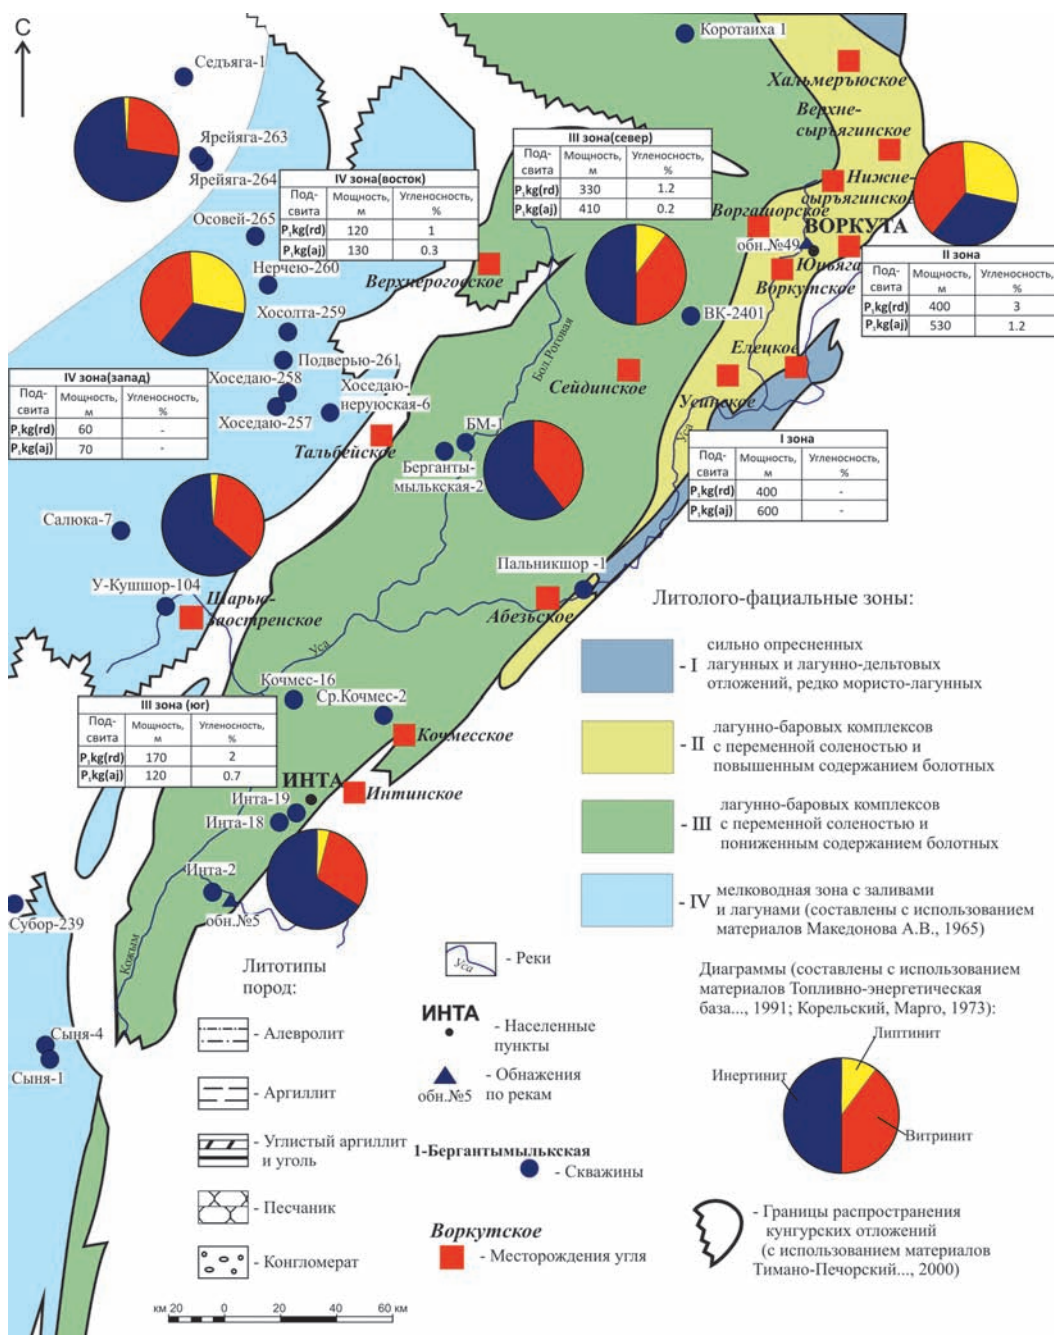 С
Седъяга-1
Коротаиха 1
Хальмеръюское
Верхне-
сыръягинское
Ярейяга-263
Ярейяга-264
III зона(север)
Под-
свита
Мощность,
м
Угленосность,
%
P₁kg(rd) 330 1.2
P₁kg(aj) 410 0.2
IV зона(восток)
Под-
свита
Мощность,
м
Угленосность,
%
P₁kg(rd) 120 1
P₁kg(aj) 130 0.3
Нижне-
сыръягинское
Воргашорское
ВОРКУТА
обн.№49
Юньяга
Воркутское
Осовей-265
Нерчею-260
Верхнероговское
II зона
Под-
свита
Мощность,
м
Угленосность,
%
P₁kg(rd) 400 3
P₁kg(aj) 530 1.2
Хосолта-259
ВК-2401
Бол.Роговая
Елецкое
Подверью-261
Хоседаю-258
Хоседаю-257
Хоседаю-
неруюская-6
Сейдинское
Усинское
Уса
IV зона(запад)
Под-
свита
Мощность,
м
Угленосность,
%
P₁kg(rd) 60 -
P₁kg(aj) 70 -
Тальбейское
БМ-1
Берганты-
мылькская-2
I зона
Под-
свита
Мощность,
м
Угленосность,
%
P₁kg(rd) 400 -
P₁kg(aj) 600 -
Салюка-7
Пальникшор -1
У-Кушшор-104
Шарью-
заостренское
Абезьское
Уса
Кочмес-16
Ср.Кочмес-2
Кочмесское
III зона (юг)
Под-
свита
Мощность,
м
Угленосность,
%
P₁kg(rd) 170 2
P₁kg(aj) 120 0.7
ИНТА
Интинское
Инта-19
Инта-18
Инта-2
обн.№5
Субор-239
Кожым
Сыня-4
Сыня-1
Литолого-фациальные зоны:
- I
сильно опресненных
лагунных и лагунно-дельтовых
отложений, редко мористо-лагунных
- II
лагунно-баровых комплексов
с переменной соленостью и
повышенным содержанием болотных
- III
лагунно-баровых комплексов
с переменной соленостью и
пониженным содержанием болотных
- IV
мелководная зона с заливами
и лагунами (составлены с использованием
материалов Македонова А.В., 1965)
Диаграммы (составлены с использованием
материалов Топливно-энергетическая
база..., 1991; Корельский, Марго, 1973):
Липтинит
Инертинит
Витринит
- Границы распространения
кунгурских отложений
(с использованием материалов
Тимано-Печорский..., 2000)
Литотипы
пород:
- Алевролит
- Аргиллит
- Углистый аргиллит
и уголь
- Песчаник
- Конгломерат
Уса
- Реки
ИНТА
- Населенные
пункты
обн.№5
- Обнажения
по рекам
1-Бергантымылькская
- Скважины
Воркутское
- Месторождения угля
км 20 0 20 40 60 км